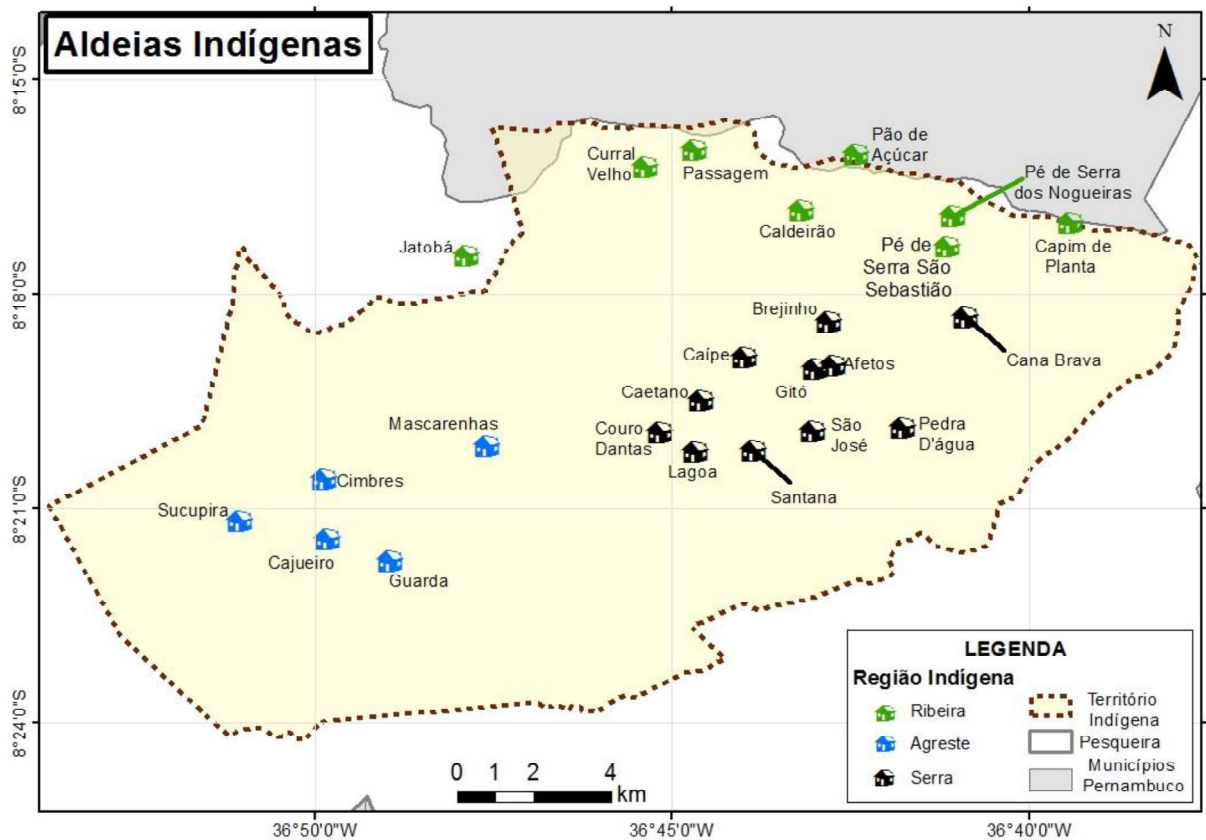 Aldeias Indígenas
N
8°15'0"S
8°18'0"S
8°21'0"S
8°24'0"S
Pão de
Açúcar
Curral
Velho
Passagem
Pé de Serra
dos Nogueiras
Caldeirão
Jatobá
Pé de
Serra São
Sebastião
Capim de
Planta
Brejinho
Caípe
Afetos
Cana Brava
Gitó
Caetano
Mascarenhas
Couro
Dantas
São
José
Pedra
D'água
Lagoa
Santana
Cimbres
Sucupira
Cajueiro
Guarda
LEGENDA
Região Indígena
Ribeira
Agreste
Serra
Território
Indígena
Pesqueira
Municípios
Pernambuco
0 1 2 4
km
36°50'0"W
36°45'0"W
36°40'0"W